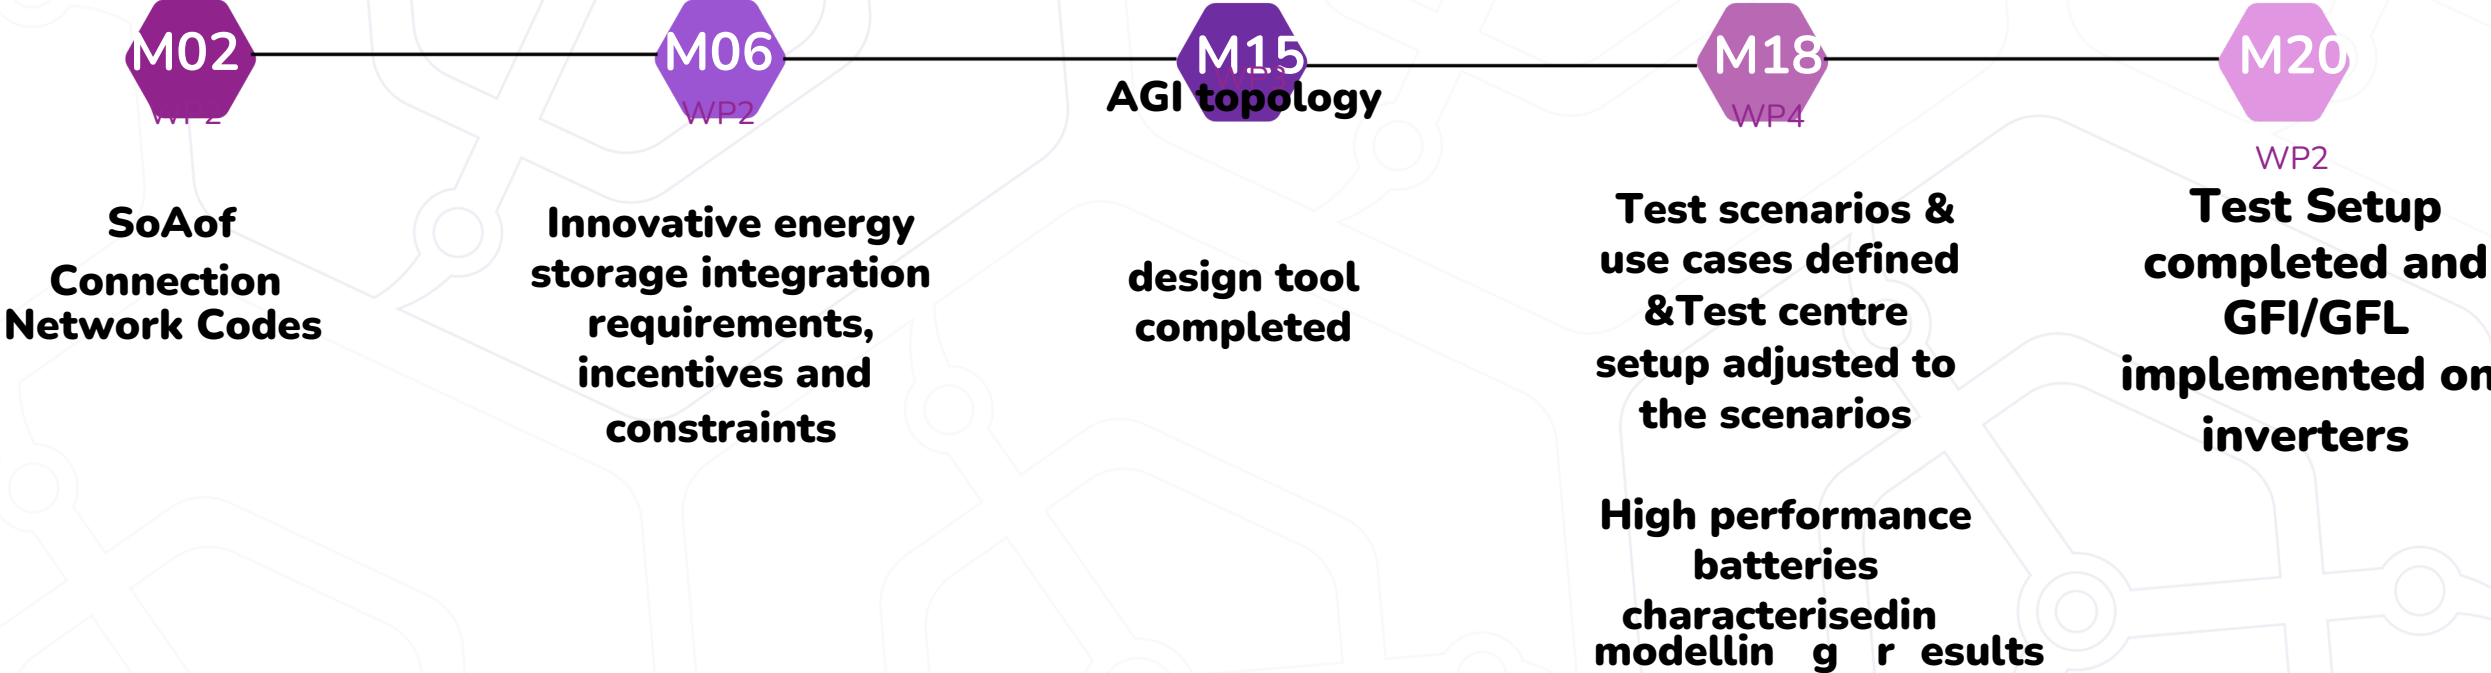 M02
WP2
SoAof
Connection
Network Codes
M06
WP2
Innovative energy
storage integration
requirements,
incentives and
constraints
M15
WP3
AGI topology
design tool
completed
M18
WP4
Test scenarios &
use cases defined
&Test centre
setup adjusted to
the scenarios
High performance
batteries
characterisedin
modellin g r esults
M20
WP2
Test Setup
completed and
GFI/GFL
implemented on
inverters